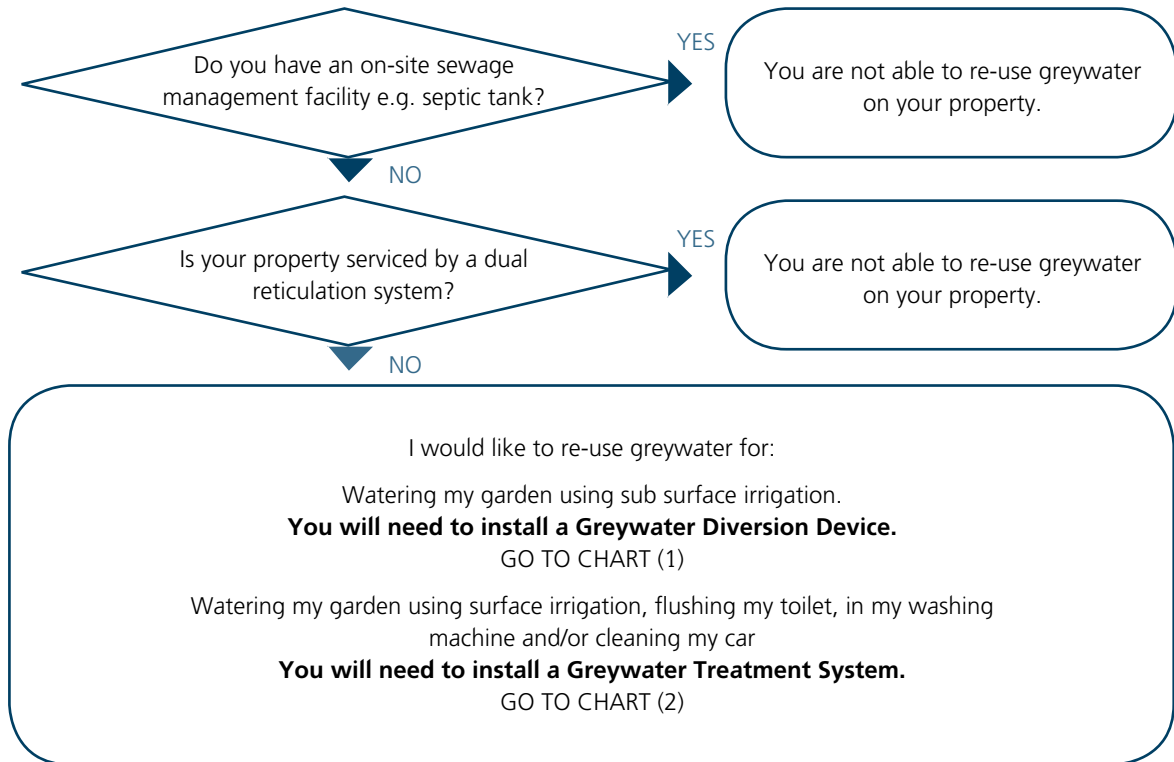 Do you have an on-site sewage
management facility e.g. septic tank?
YES
You are not able to re-use greywater
on your property.
NO
Is your property serviced by a dual
reticulation system?
YES
You are not able to re-use greywater
on your property.
NO
I would like to re-use greywater for:
Watering my garden using sub surface irrigation.
You will need to install a Greywater Diversion Device.
GO TO CHART (1)
Watering my garden using surface irrigation, flushing my toilet, in my washing
machine and/or cleaning my car
You will need to install a Greywater Treatment System.
GO TO CHART (2)